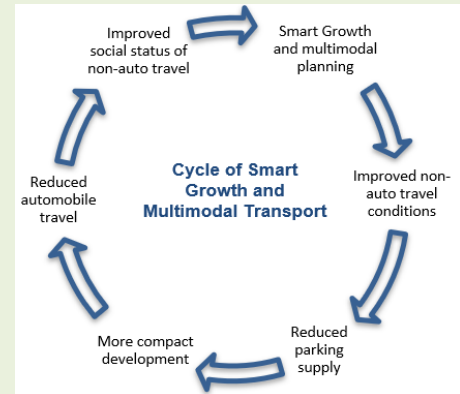 Improved
social status of
non-auto travel
Smart Growth
and multimodal
planning
Improved non-
auto travel
conditions
Reduced
parking
supply
More compact
development
Reduced
automobile
travel
Cycle of Smart
Growth and
Multimodal Transport